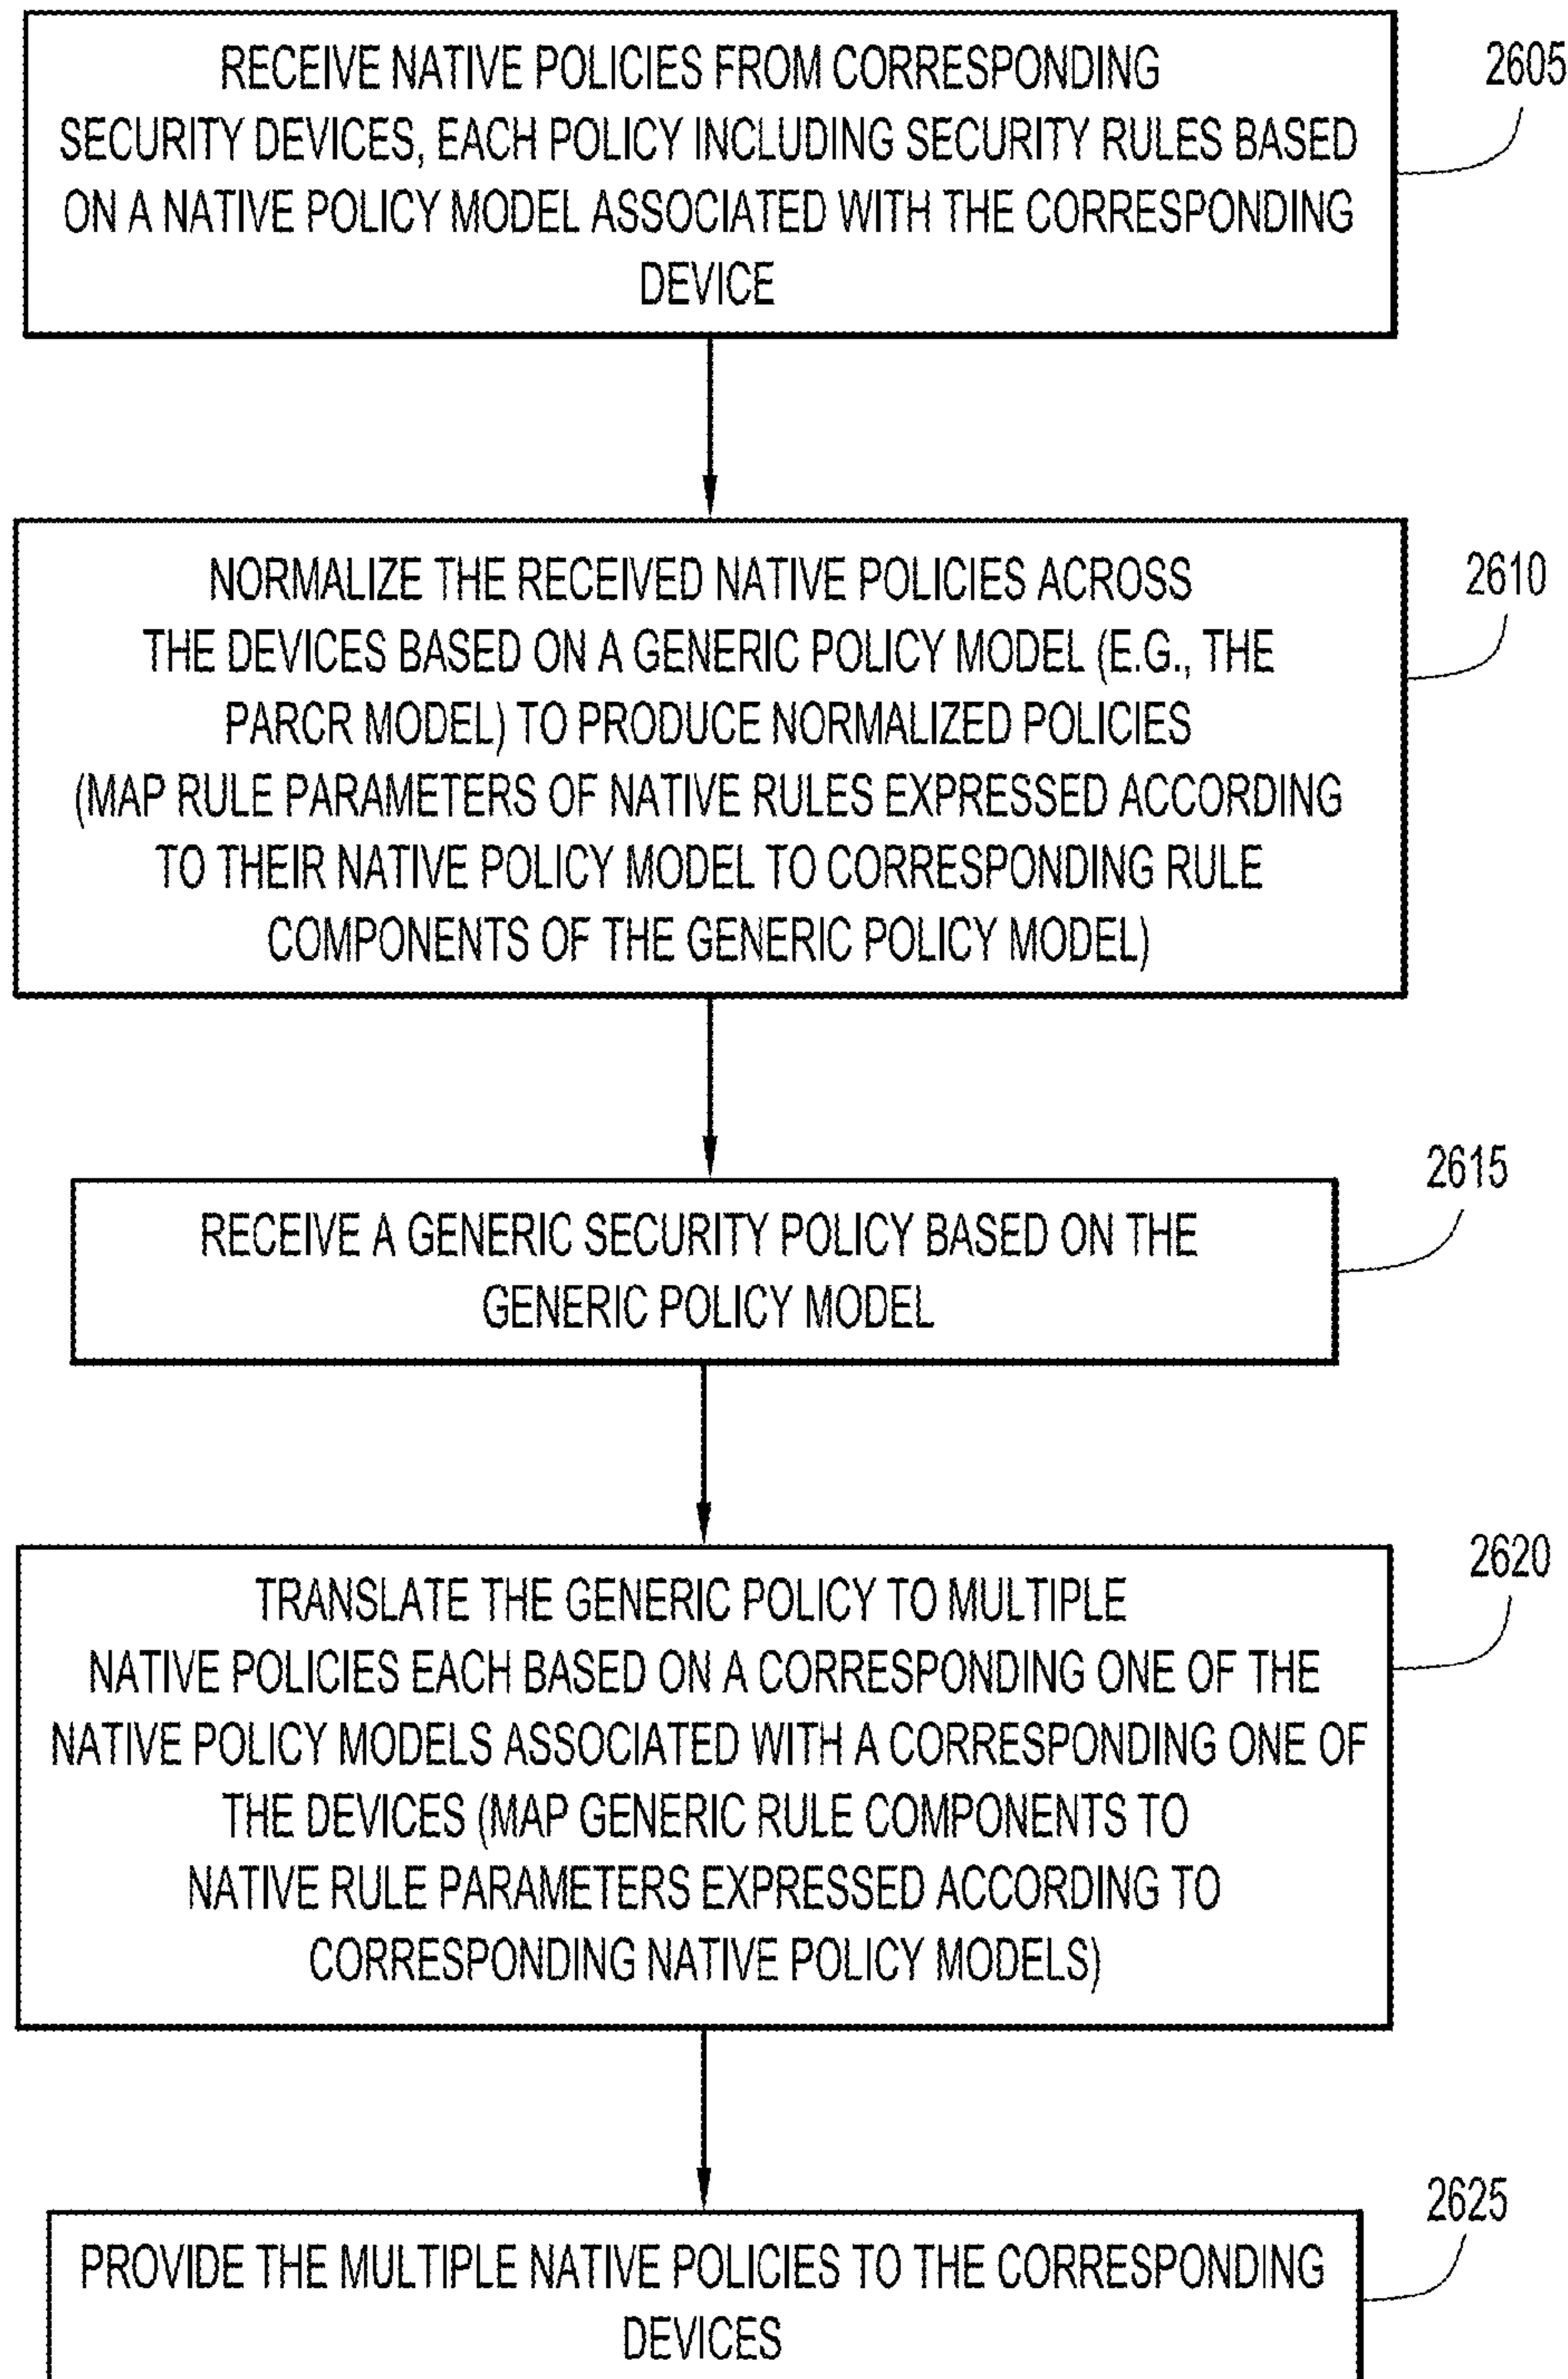 RECEIVE NATIVE POLICIES FROM CORRESPONDING
SECURITY DEVICES, EACH POLICY INCLUDING SECURITY RULES BASED
ON A NATIVE POLICY MODEL ASSOCIATED WITH THE CORRESPONDING
DEVICE
2605
NORMALIZE THE RECEIVED NATIVE POLICIES ACROSS
THE DEVICES BASED ON A GENERIC POLICY MODEL (E.G., THE
PARCR MODEL) TO PRODUCE NORMALIZED POLICIES
(MAP RULE PARAMETERS OF NATIVE RULES EXPRESSED ACCORDING
TO THEIR NATIVE POLICY MODEL TO CORRESPONDING RULE
COMPONENTS OF THE GENERIC POLICY MODEL)
2610
RECEIVE A GENERIC SECURITY POLICY BASED ON THE
GENERIC POLICY MODEL
2615
TRANSLATE THE GENERIC POLICY TO MULTIPLE
NATIVE POLICIES EACH BASED ON A CORRESPONDING ONE OF THE
NATIVE POLICY MODELS ASSOCIATED WITH A CORRESPONDING ONE OF
THE DEVICES (MAP GENERIC RULE COMPONENTS TO
NATIVE RULE PARAMETERS EXPRESSED ACCORDING TO
CORRESPONDING NATIVE POLICY MODELS)
2620
PROVIDE THE MULTIPLE NATIVE POLICIES TO THE CORRESPONDING
DEVICES
2625